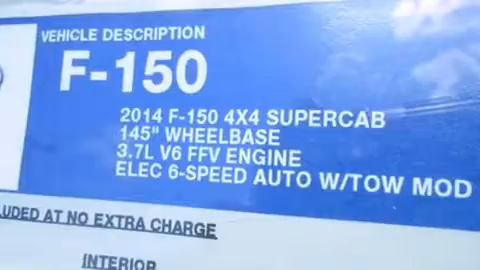 VEHICLE DESCRIPTION
F-150
2014 F-150 4X4 SUPERCAB
145" WHEELBASE
3.7L V6 FFV ENGINE
ELEC 6-SPEED AUTO W/TOW MOD
AT NO EXTRA CHARGE
INTERIOR